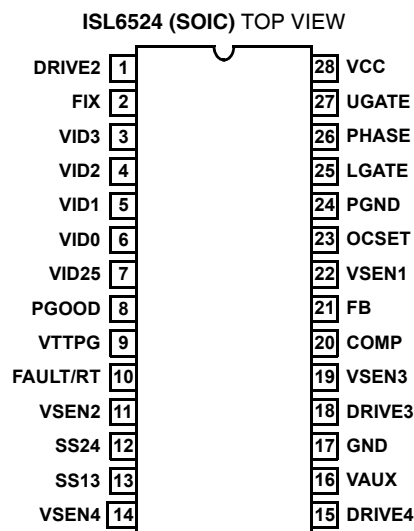 ISL6524 (SOIC) TOP VIEW
DRIVE2 1 28 VCC
FIX 2 27 UGATE
VID3 3 26 PHASE
VID2 4 25 LGATE
VID1 5 24 PGND
VID0 6 23 OCSET
VID25 7 22 VSEN1
PGOOD 8 21 FB
VTTPG 9 20 COMP
FAULT/RT 10 19 VSEN3
VSEN2 11 18 DRIVE3
SS24 12 17 GND
SS13 13 16 VAUX
VSEN4 14 15 DRIVE4